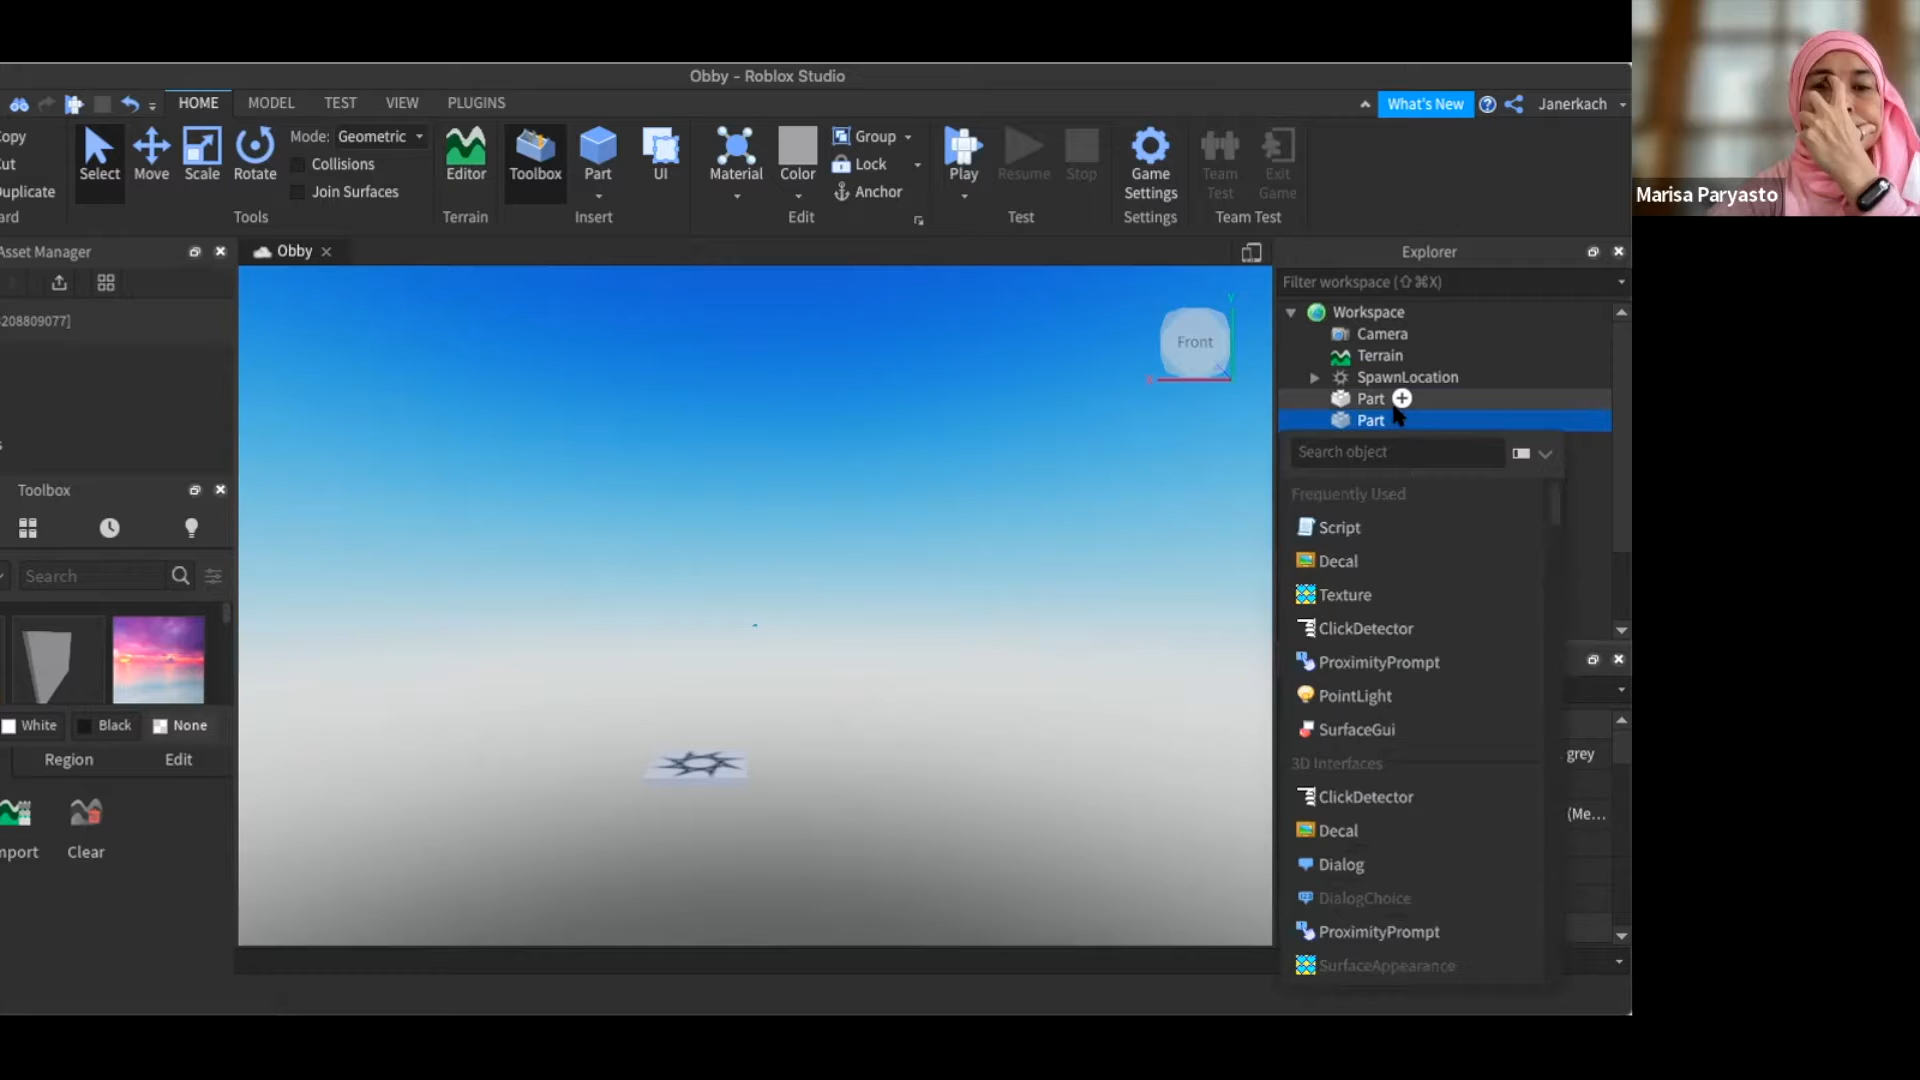 Obby - Roblox Studio
HOME MODEL TEST VIEW PLUGINS
What's New
Janerkach
opy
ut
uplicate
ard
Select
Move
Scale
Rotate
Mode: Geometric
Collisions
Join Surfaces
Tools
Editor
Terrain
Toolbox
Part
UI
Insert
Material
Color
Group
Lock
Anchor
Edit
Play
Resume
Stop
Test
Game
Settings
Settings
Team
Test
Exit
Game
Team Test
Marisa Paryasto
Asset Manager
208809077]
s
Toolbox
Search
White
Black
None
Region
Edit
mport
Clear
Obby
Front
Y
Explorer
Filter workspace (⇧⌘X)
Workspace
Camera
Terrain
SpawnLocation
Part
Part
Search object
Frequently Used
Script
Decal
Texture
ClickDetector
ProximityPrompt
PointLight
SurfaceGui
3D Interfaces
ClickDetector
Decal
Dialog
DialogChoice
ProximityPrompt
SurfaceAppearance
grey
(Me...